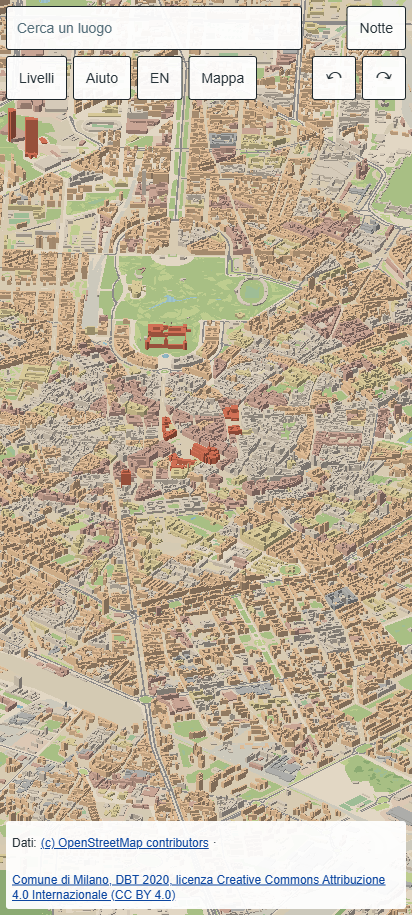 Cerca un luogo
Notte
Livelli
Aiuto
EN
Mappa
Dati: (c) OpenStreetMap contributors ·
Comune di Milano, DBT 2020, licenza Creative Commons Attribuzione
4.0 Internazionale (CC BY 4.0)